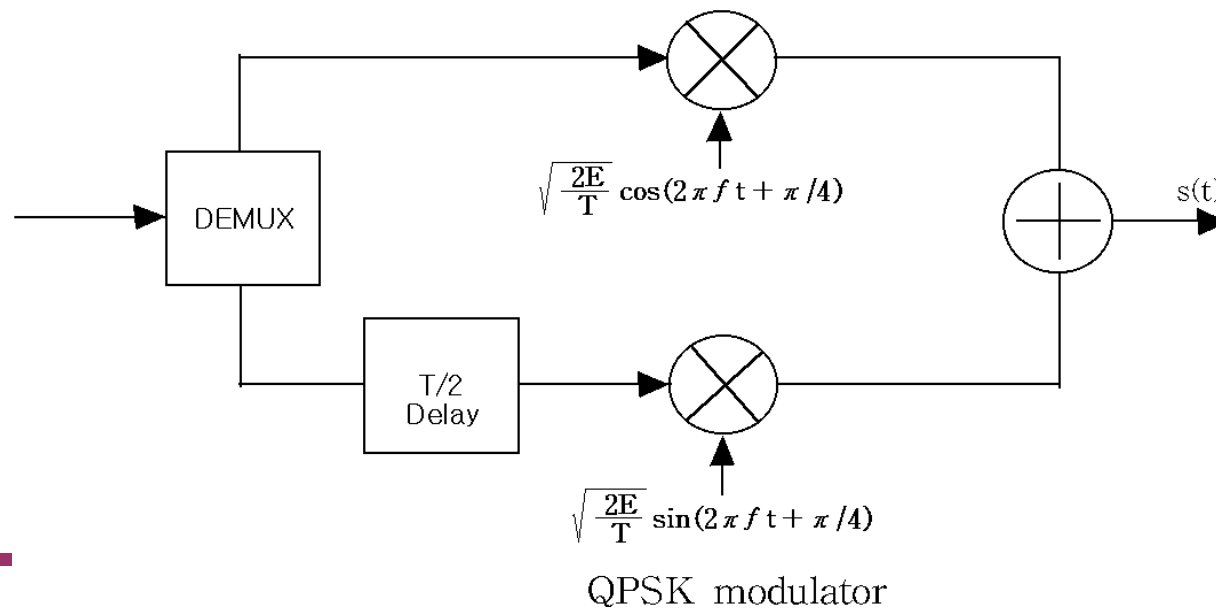 √(2E/T) cos(2πft + π/4)
s(t)
DEMUX
T/2
Delay
√(2E/T) sin(2πft + π/4)
QPSK modulator